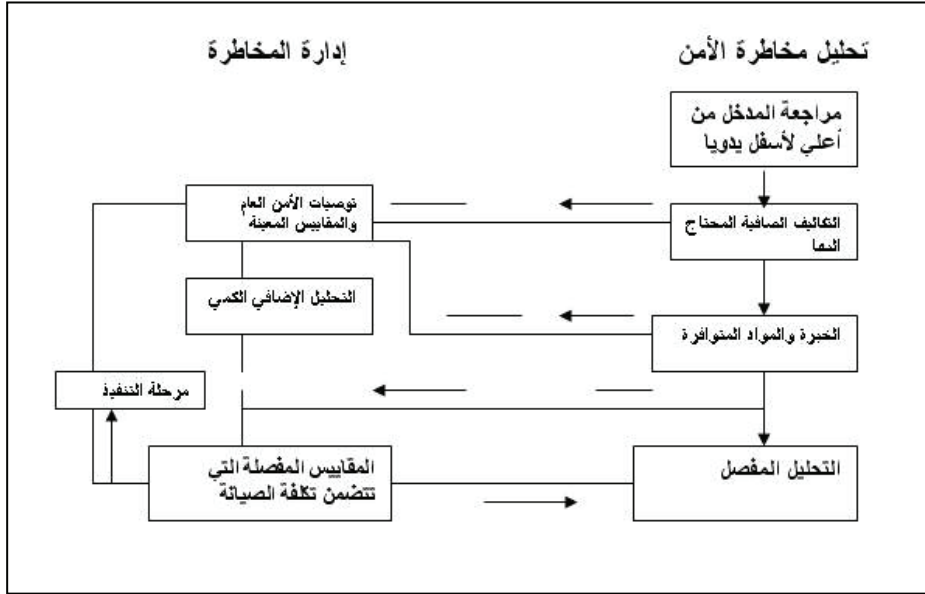 تحليل مخاطرة الأمن
إدارة المخاطرة
مراجعة المدخل من
أعلي لأسفل يدويا
توصيات الأمن العام
والمقاييس المعينة
التكاليف الصافية المحتاج
اليها
التحليل الإضافي الكمي
الخبرة والمواد المتوافرة
مرحلة التنفيذ
التحليل المفصل
المقاييس المفصلة التي
تتضمن تكلفة الصيانة